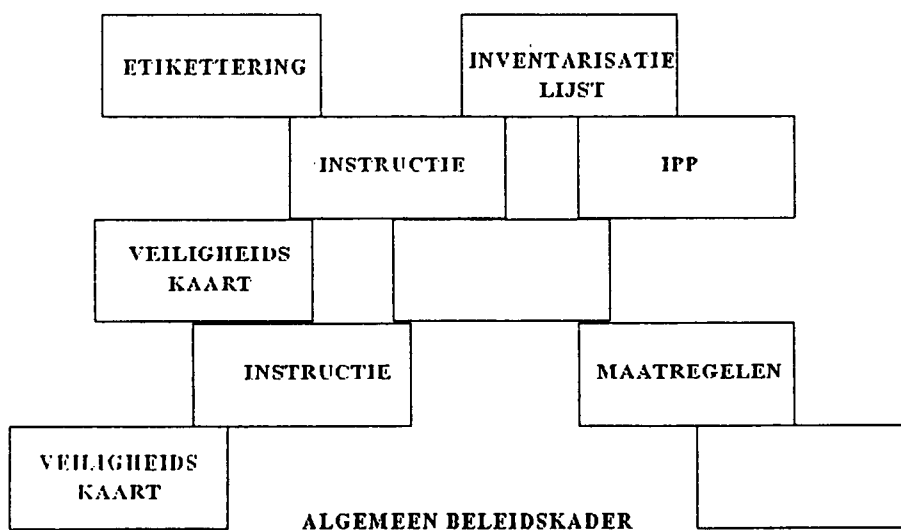 ETIKETTERING
INVENTARISATIE
LIJST
INSTRUCTIE
IPP
VEILIGHEIDS
KAART
INSTRUCTIE
MAATREGELEN
VEILIGHEIDS
KAART
ALGEMEEN BELEIDSKADER